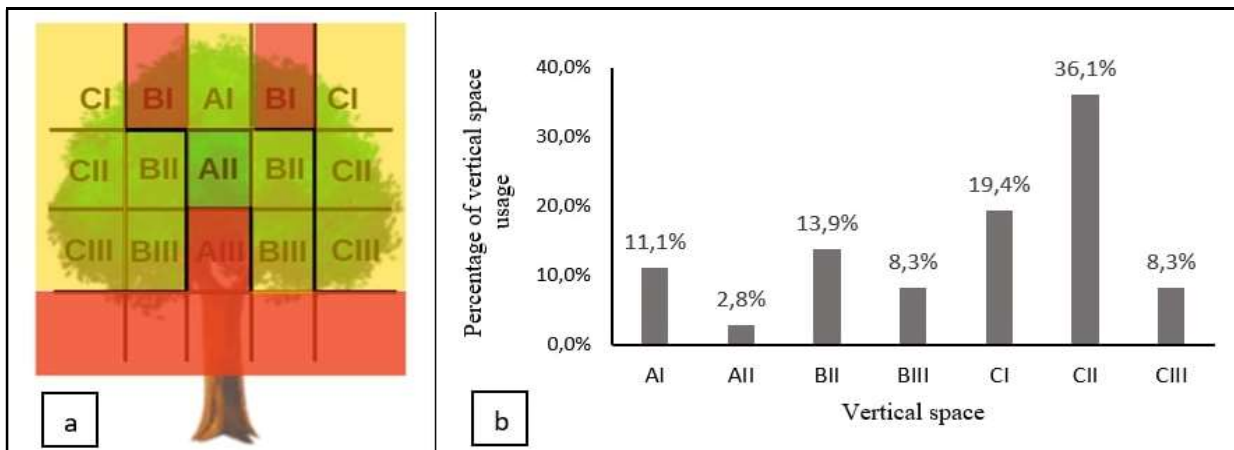 CI BI AI BI CI
CII BII AII BII CII
CIII BIII AIII BIII CIII
a
Percentage of vertical space
usage
40,0%
30,0%
20,0%
10,0%
0,0%
11,1%
2,8%
13,9%
8,3%
19,4%
36,1%
8,3%
AI AII BII BIII CI CII CIII
Vertical space
b